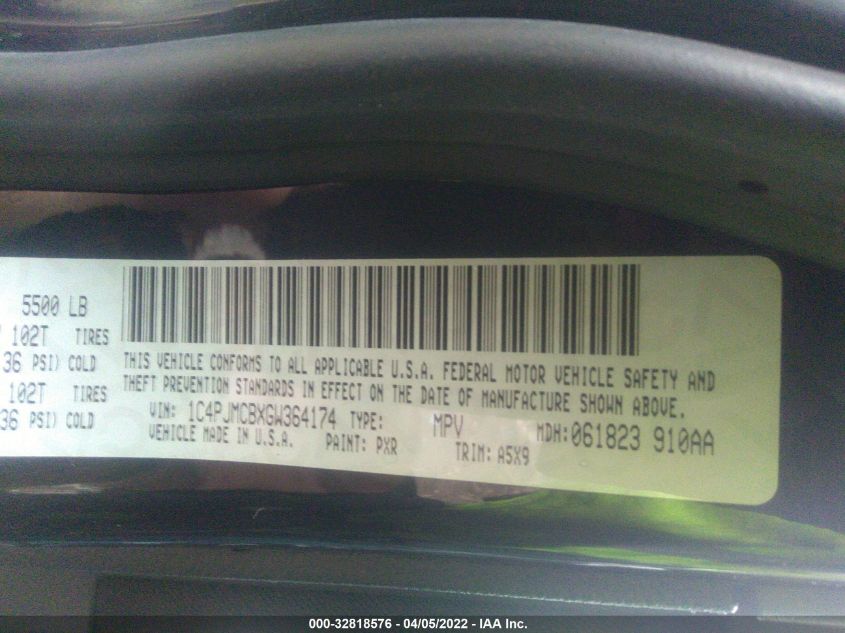 5500 LB
102T TIRES
36 PSI) COLD
102T TIRES
36 PSI) COLD
THIS VEHICLE CONFORMS TO ALL APPLICABLE U.S.A. FEDERAL MOTOR VEHICLE SAFETY AND
THEFT PREVENTION STANDARDS IN EFFECT ON THE DATE OF MANUFACTURE SHOWN ABOVE.
VIN: 1C4PJMCBXGW364174 TYPE: MPV MDH: 061823 910AA
VEHICLE MADE IN U.S.A. PAINT: PXR TRIM: A5X9
000-32818576 - 04/05/2022 - IAA Inc.